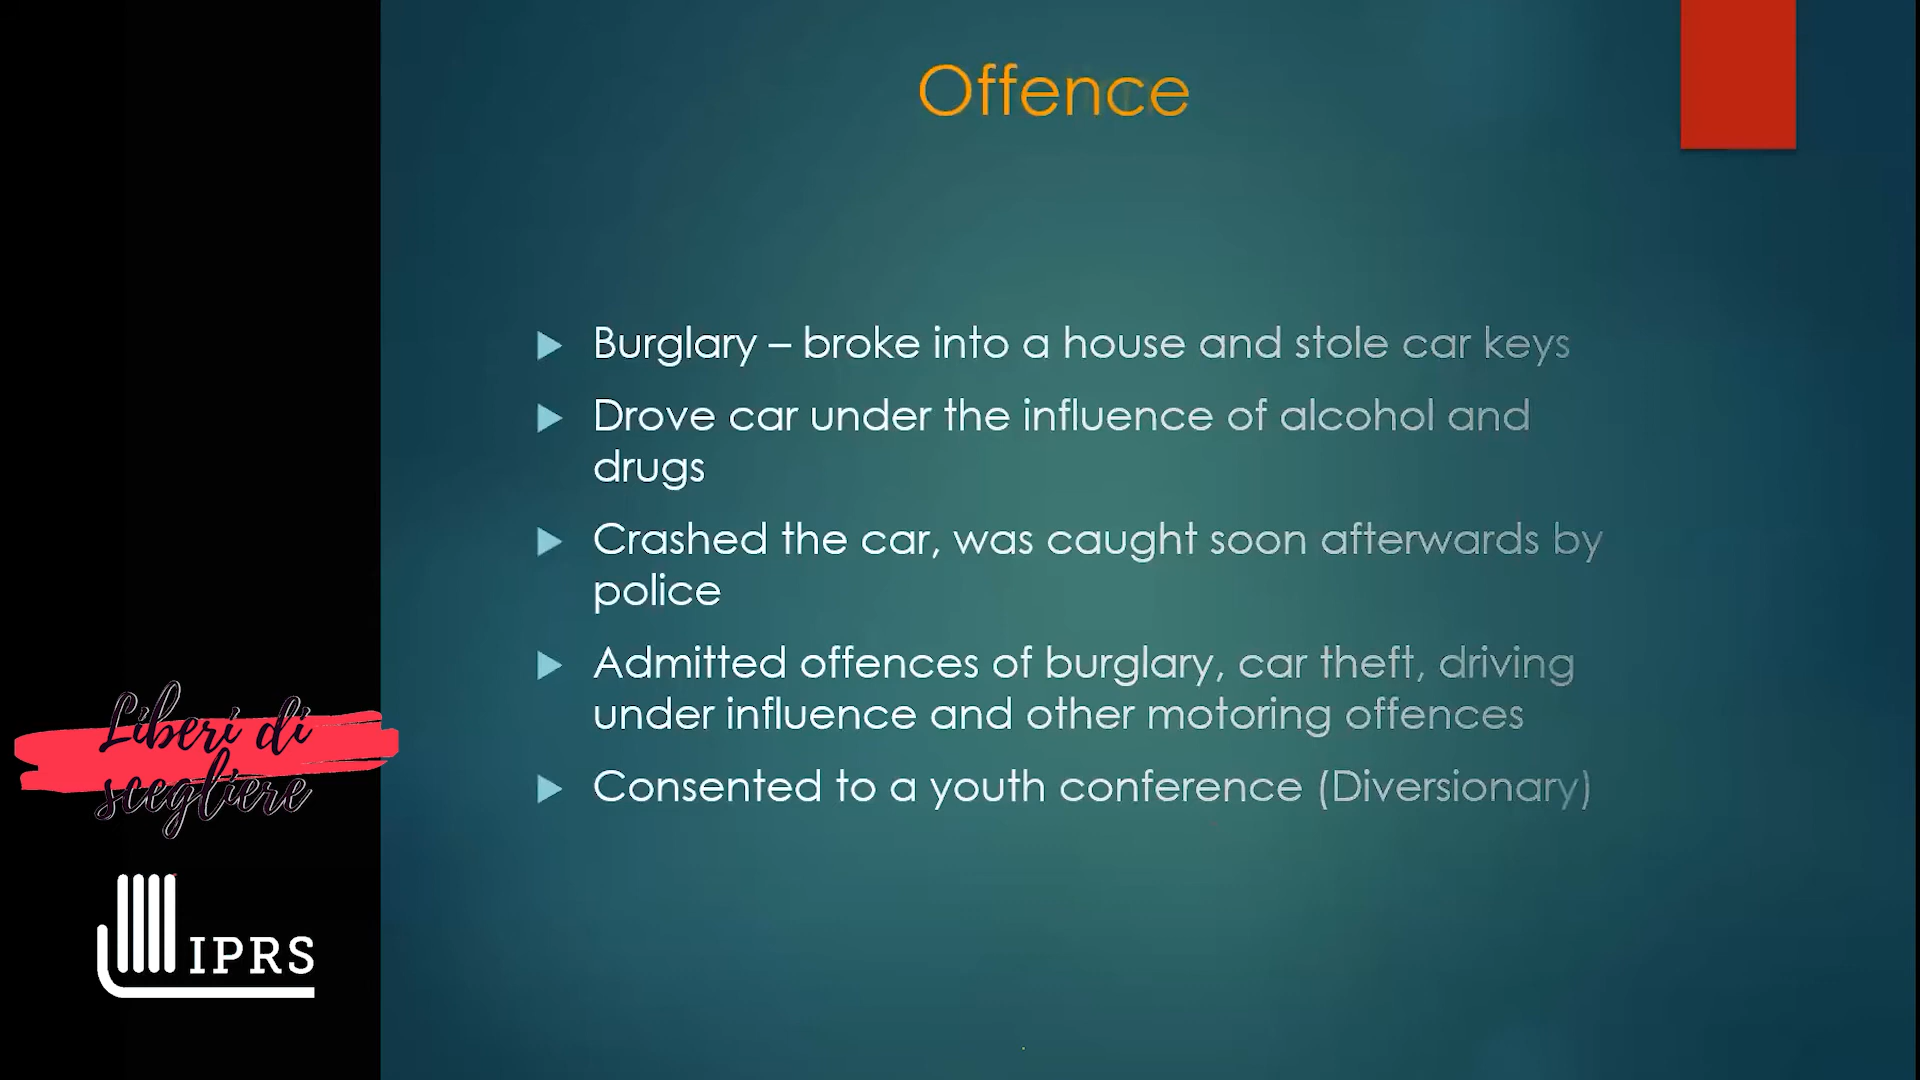 Offence
Burglary – broke into a house and stole car keys
Drove car under the influence of alcohol and
drugs
Crashed the car, was caught soon afterwards by
police
Admitted offences of burglary, car theft, driving
under influence and other motoring offences
Consented to a youth conference (Diversionary)
Liberi di
scegliere
IPRS